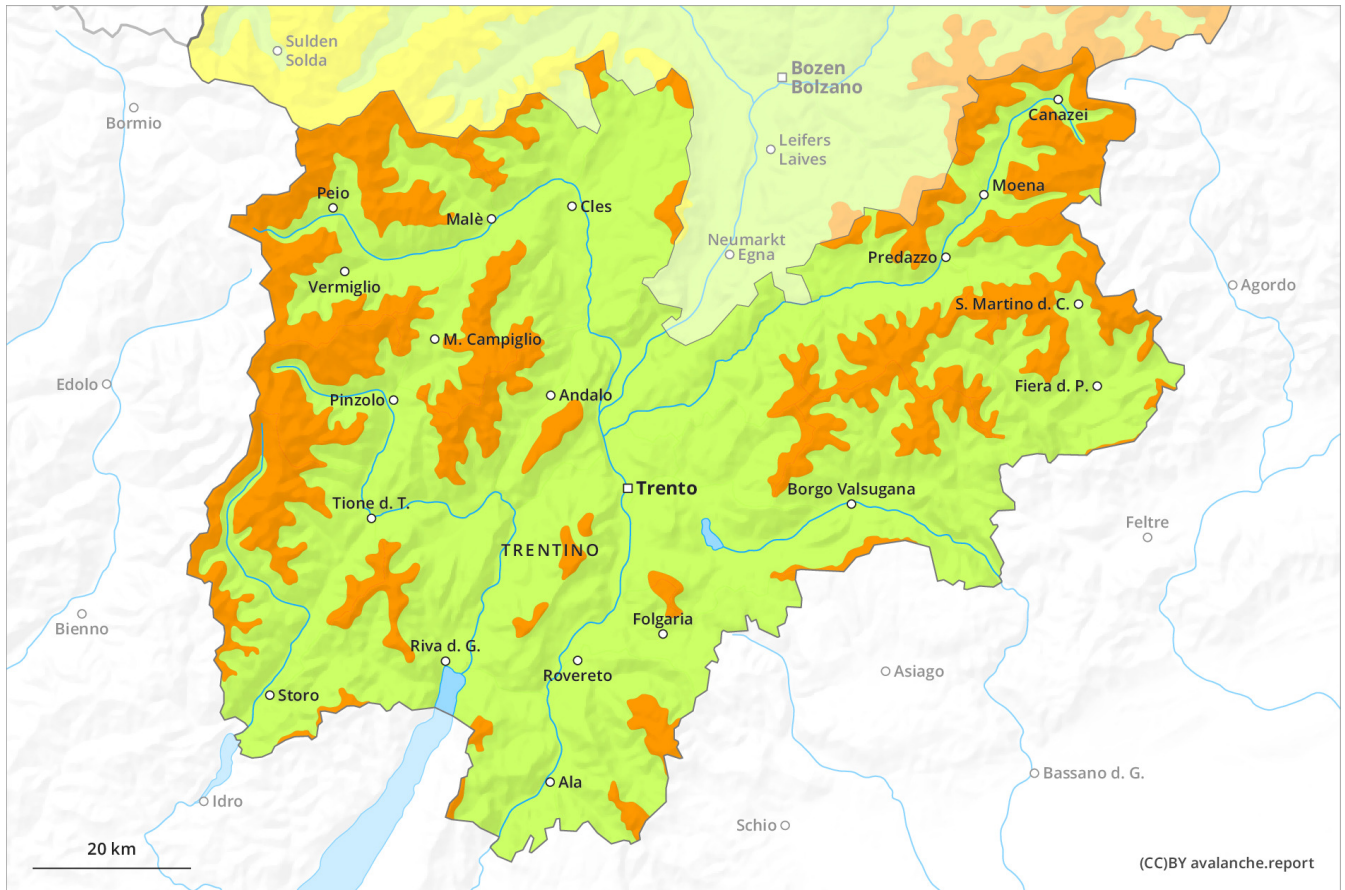 Sulden
Solda
Bozen
Bolzano
Bormio
Canazei
Leifers
Laives
Peio
Moena
Malè
Cles
Neumarkt
Egna
Predazzo
Vermiglio
Agordo
S. Martino d. C.
M. Campiglio
Edolo
Fiera d. P.
Andalo
Pinzolo
Trento
Borgo Valsugana
Tione d. T.
Feltre
TRENTINO
Folgaria
Bienno
Riva d. G.
Rovereto
Asiago
Storo
Bassano d. G.
Ala
Idro
Schio
20 km
(CC)BY avalanche.report